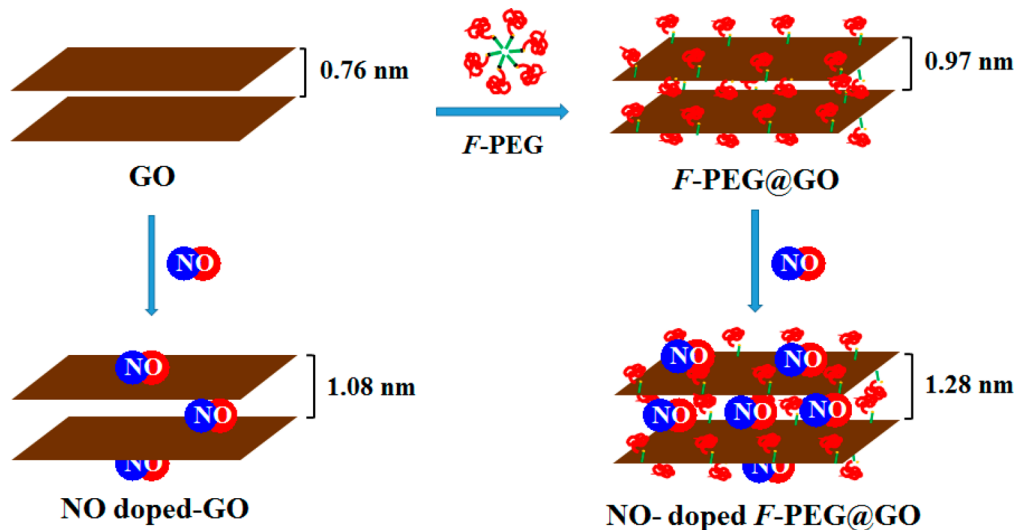 0.76 nm
F-PEG
0.97 nm
GO
F-PEG@GO
NO
NO
NO
1.08 nm
NO
NO
NO doped-GO
NO
NO
1.28 nm
NO
NO
NO
NO
NO- doped F-PEG@GO